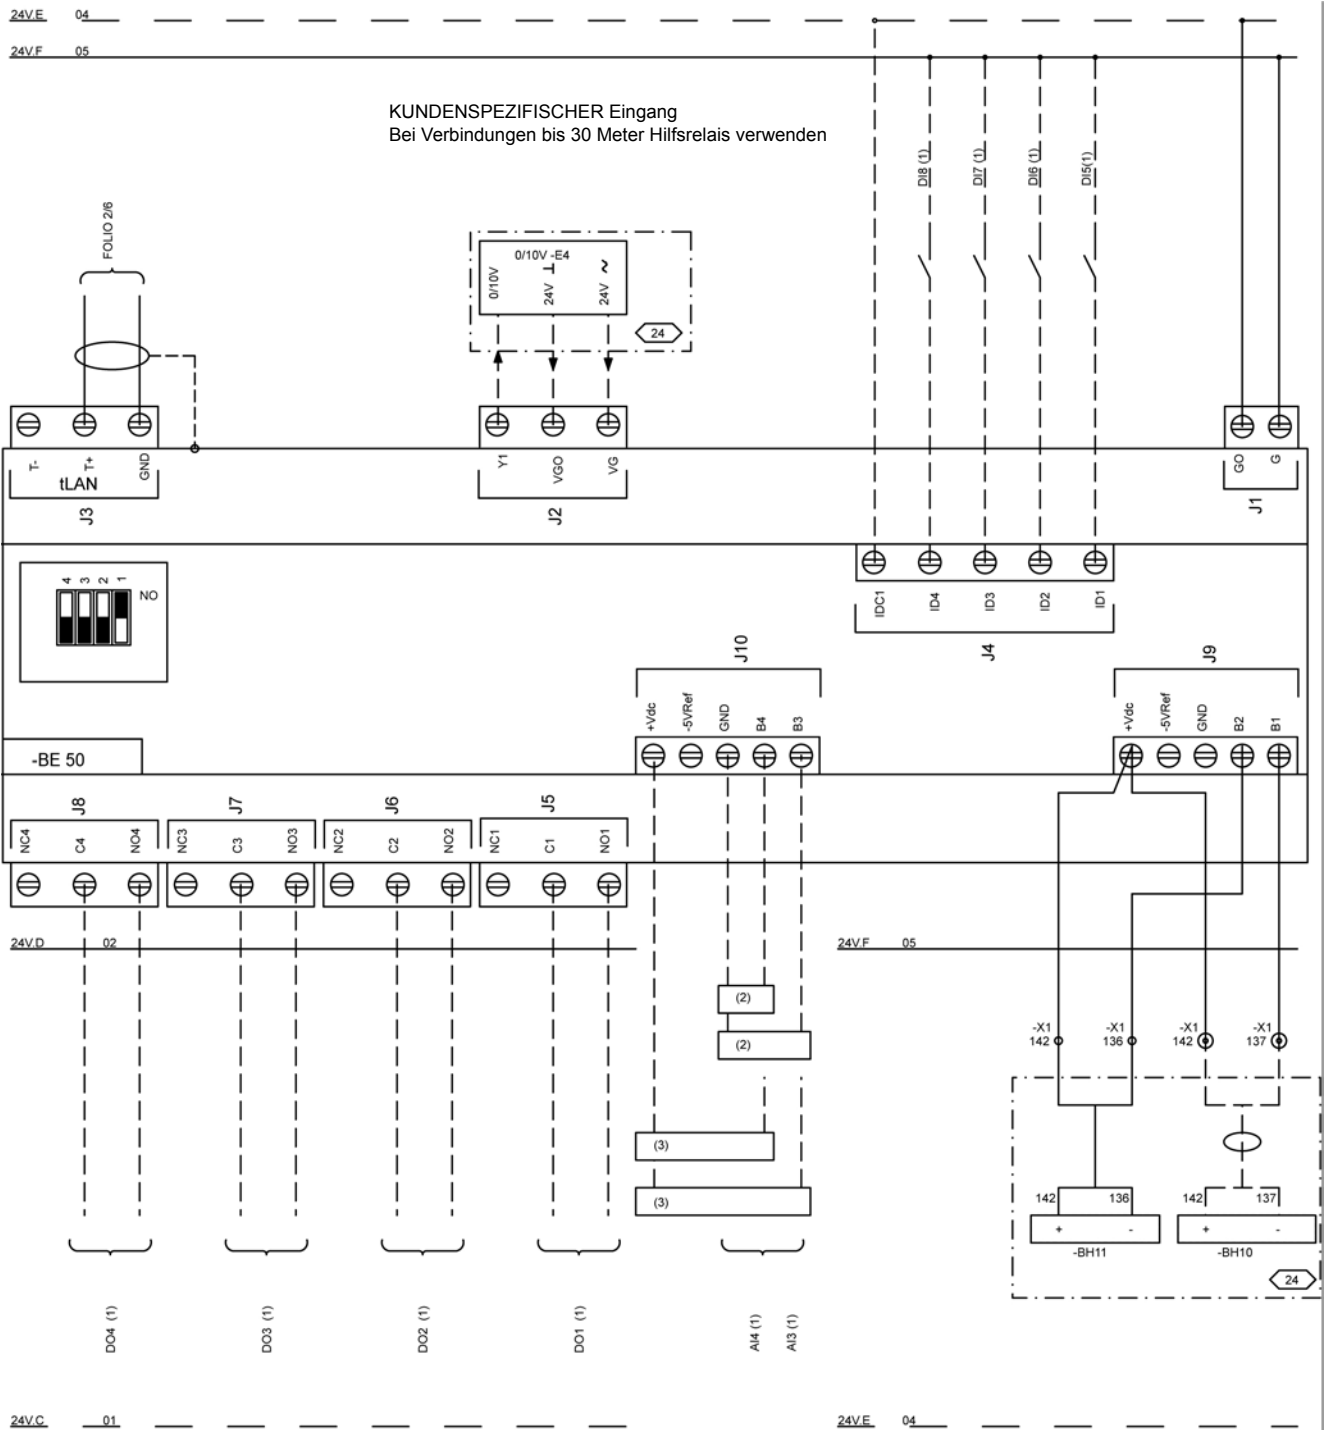 24V.E 04
24V.F 05
KUNDENSPEZIFISCHER Eingang
Bei Verbindungen bis 30 Meter Hilfsrelais verwenden
DI8 (1)
DI7 (1)
DI6 (1)
DI5(1)
FOLIO 2/6
0/10V -E4
0/10V
24V
24V ~
24
T-
T+
GND
tLAN
J3
Y1
VGO
VG
J2
GO
G
J1
4 3 2 1
NO
IDC1
ID4
ID3
ID2
ID1
J4
J10
+Vdc
-5VRef
GND
B4
B3
J9
+Vdc
-5VRef
GND
B2
B1
-BE 50
J8
NC4
C4
NO4
J7
NC3
C3
NO3
J6
NC2
C2
NO2
J5
NC1
C1
NO1
24V.D 02
24V.F 05
(2)
(2)
-X1
142
-X1
136
-X1
142
-X1
137
(3)
(3)
142 136
142 137
+ -
+ -
-BH11
-BH10
24
DO4 (1)
DO3 (1)
DO2 (1)
DO1 (1)
AI4 (1)
AI3 (1)
24V.C 01
24V.E 04